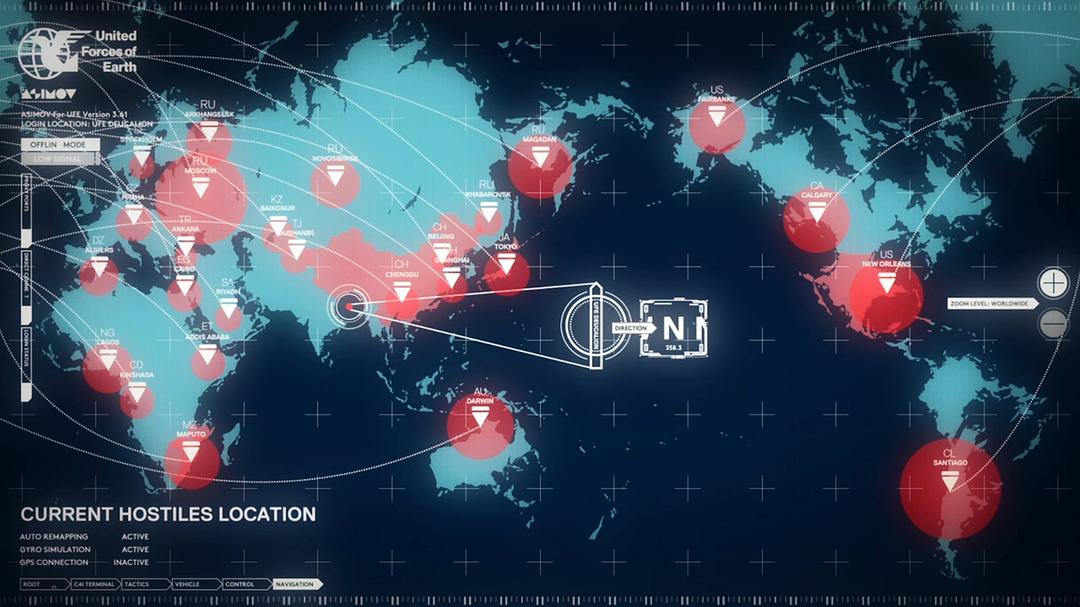 United
Forces of
Earth
ASIMOV
ASIMOV For UFE Version 3.61
LOGIN LOCATION: UFE DEUCALION
OFFLIN MODE
LOW SIGNAL
LOGIN STATUS
RU
ARKHANGELSK
STOCKHOLM
RU
MOSCOW
RU
NOVOSIBIRSK
RU
MAGADAN
US
FAIRBANKS
KZ
BAIKONUR
RU
KHABAROVSK
CA
CALGARY
TR
ANKARA
TJ
DUSHANBE
CH
BEIJING
JA
TOKYO
DZ
ALGIERS
EG
CAIRO
SHANGHAI
CH
CHENGDU
US
NEW ORLEANS
SA
RIYADH
ZOOM LEVEL: WORLDWIDE
UFE DEUCALION
DIRECTION
N
358.3
NG
LAGOS
ET
ADDIS ABABA
CD
KINSHASA
AU
DARWIN
MZ
MAPUTO
CL
SANTIAGO
CURRENT HOSTILES LOCATION
AUTO REMAPPING ACTIVE
GYRO SIMULATION ACTIVE
GPS CONNECTION INACTIVE
ROOT C4I TERMINAL TACTICS VEHICLE CONTROL NAVIGATION